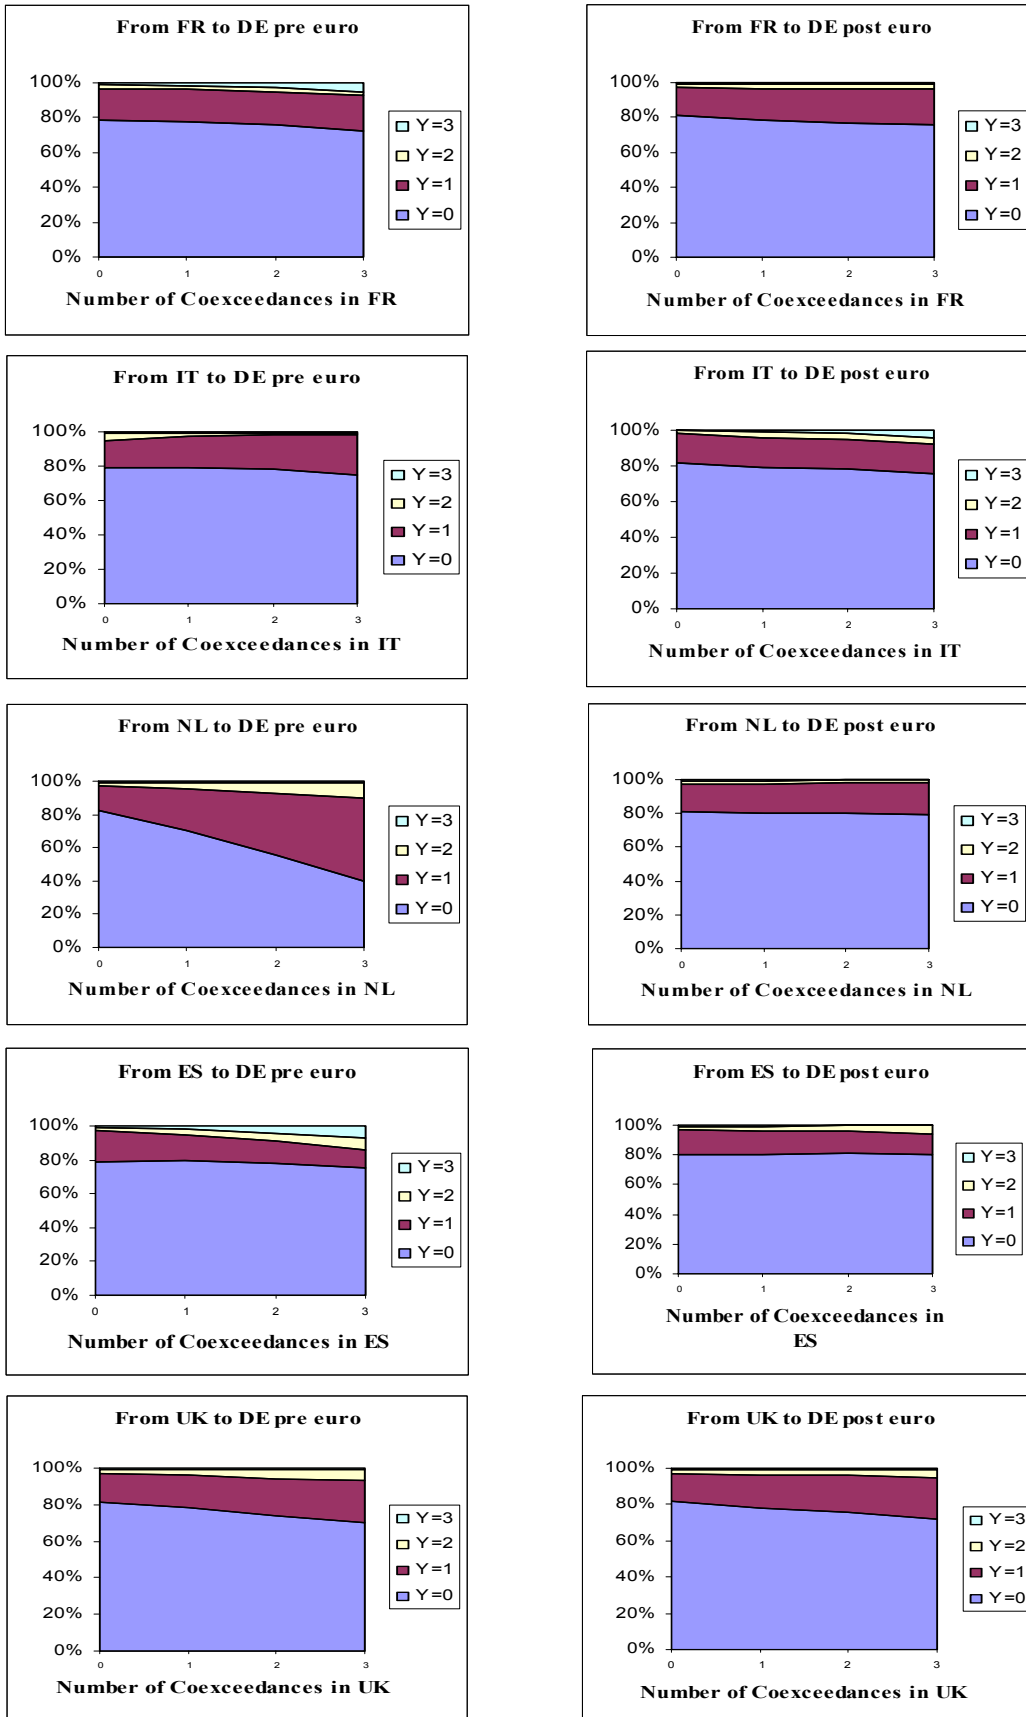 From FR to DE pre euro
100%
80%
60%
40%
20%
0%
0 1 2 3
Number of Coexceedances in FR
Y=3
Y=2
Y=1
Y=0
From FR to DE post euro
100%
80%
60%
40%
20%
0%
0 1 2 3
Number of Coexceedances in FR
Y=3
Y=2
Y=1
Y=0
From IT to DE pre euro
100%
80%
60%
40%
20%
0%
0 1 2 3
Number of Coexceedances in IT
Y=3
Y=2
Y=1
Y=0
From IT to DE post euro
100%
80%
60%
40%
20%
0%
0 1 2 3
Number of Coexceedances in IT
Y=3
Y=2
Y=1
Y=0
From NL to DE pre euro
100%
80%
60%
40%
20%
0%
0 1 2 3
Number of Coexceedances in NL
Y=3
Y=2
Y=1
Y=0
From NL to DE post euro
100%
80%
60%
40%
20%
0%
0 1 2 3
Number of Coexceedances in NL
Y=3
Y=2
Y=1
Y=0
From ES to DE pre euro
100%
80%
60%
40%
20%
0%
0 1 2 3
Number of Coexceedances in ES
Y=3
Y=2
Y=1
Y=0
From ES to DE post euro
100%
80%
60%
40%
20%
0%
0 1 2 3
Number of Coexceedances in
ES
Y=3
Y=2
Y=1
Y=0
From UK to DE pre euro
100%
80%
60%
40%
20%
0%
0 1 2 3
Number of Coexceedances in UK
Y=3
Y=2
Y=1
Y=0
From UK to DE post euro
100%
80%
60%
40%
20%
0%
0 1 2 3
Number of Coexceedances in UK
Y=3
Y=2
Y=1
Y=0